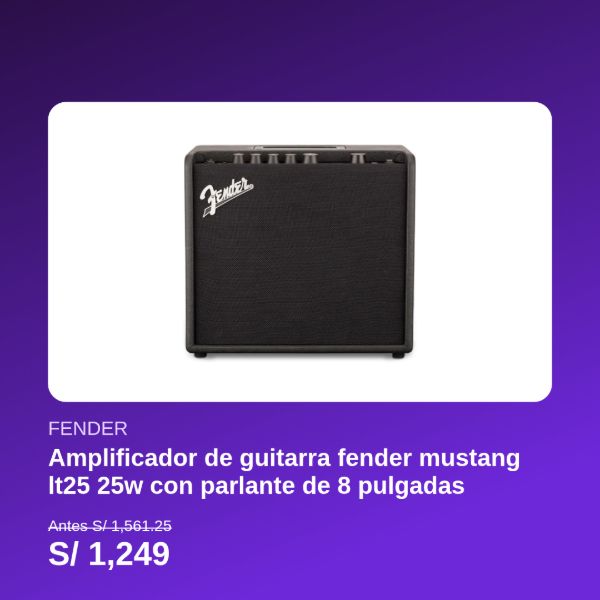 Fender
FENDER
Amplificador de guitarra fender mustang
lt25 25w con parlante de 8 pulgadas
Antes S/ 1,561.25
S/ 1,249